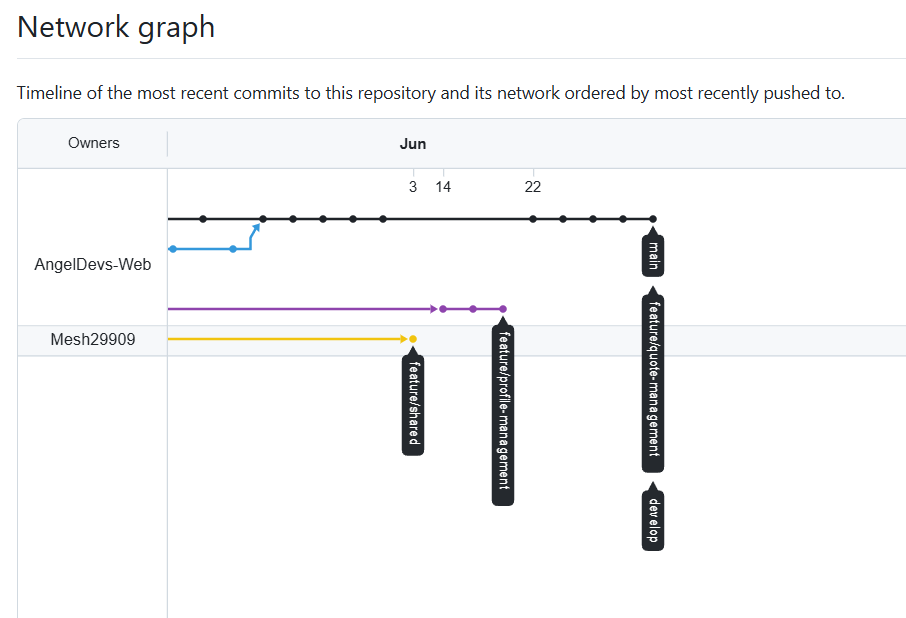 Network graph
Timeline of the most recent commits to this repository and its network ordered by most recently pushed to.
Owners
Jun
3 14 22
AngelDevs-Web
Mesh29909
main
feature/quote-management
develop
feature/profile-management
feature/shared